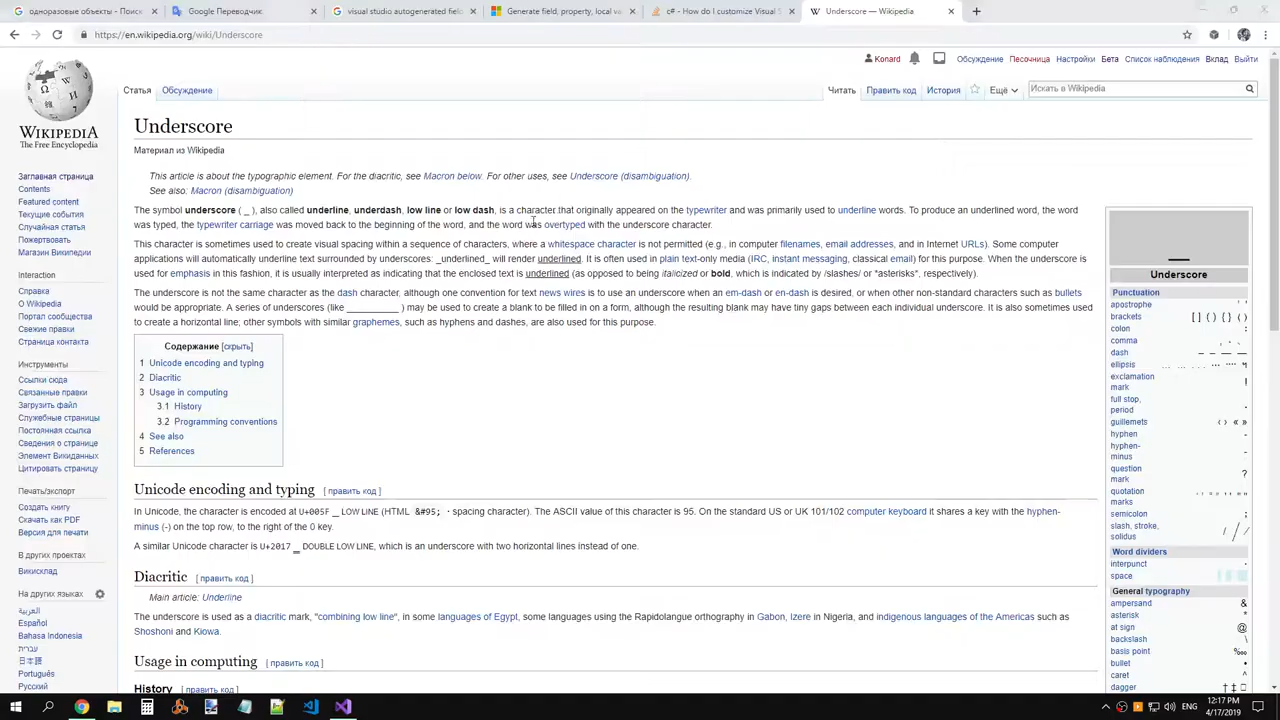 одноразовые адреса - Поиск
Google Переводчик
visual studio autogenerated field
Generate field, property, local va
c# - How do I customize Visual S
Underscore — Wikipedia
https://en.wikipedia.org/wiki/Underscore
Konard
Обсуждение
Песочница
Настройки
Бета
Список наблюдения
Вклад
Выйти
Статья
Обсуждение
Читать
Править код
История
Ещё
Искать в Wikipedia
WIKIPEDIA
The Free Encyclopedia
Заглавная страница
Contents
Featured content
Текущие события
Случайная статья
Пожертвовать
Магазин Википедии
Interaction
Справка
О Wikipedia
Портал сообщества
Свежие правки
Страница контакта
Инструменты
Ссылки сюда
Связанные правки
Загрузить файл
Служебные страницы
Постоянная ссылка
Сведения о странице
Элемент Викиданных
Цитировать страницу
Печать/экспорт
Создать книгу
Скачать как PDF
Версия для печати
В других проектах
Викисклад
На других языках
العربية
Español
Bahasa Indonesia
עברית
日本語
Português
Русский
Underscore
Материал из Wikipedia
This article is about the typographic element. For the diacritic, see Macron below. For other uses, see Underscore (disambiguation).
See also: Macron (disambiguation)
The symbol underscore ( _ ), also called underline, underdash, low line or low dash, is a character that originally appeared on the typewriter and was primarily used to underline words. To produce an underlined word, the word
was typed, the typewriter carriage was moved back to the beginning of the word, and the word was overtyped with the underscore character.
This character is sometimes used to create visual spacing within a sequence of characters, where a whitespace character is not permitted (e.g., in computer filenames, email addresses, and in Internet URLs). Some computer
applications will automatically underline text surrounded by underscores: _underlined_ will render underlined. It is often used in plain text-only media (IRC, instant messaging, classical email) for this purpose. When the underscore is
used for emphasis in this fashion, it is usually interpreted as indicating that the enclosed text is underlined (as opposed to being italicized or bold, which is indicated by /slashes/ or *asterisks*, respectively).
The underscore is not the same character as the dash character, although one convention for text news wires is to use an underscore when an em-dash or en-dash is desired, or when other non-standard characters such as bullets
would be appropriate. A series of underscores (like __________ ) may be used to create a blank to be filled in on a form, although the resulting blank may have tiny gaps between each individual underscore. It is also sometimes used
to create a horizontal line; other symbols with similar graphemes, such as hyphens and dashes, are also used for this purpose.
Содержание [скрыть]
1 Unicode encoding and typing
2 Diacritic
3 Usage in computing
3.1 History
3.2 Programming conventions
4 See also
5 References
Unicode encoding and typing [ править код ]
In Unicode, the character is encoded at U+005F _ LOW LINE (HTML &#95; · spacing character). The ASCII value of this character is 95. On the standard US or UK 101/102 computer keyboard it shares a key with the hyphen-
minus (-) on the top row, to the right of the 0 key.
A similar Unicode character is U+2017 ‗ DOUBLE LOW LINE, which is an underscore with two horizontal lines instead of one.
Diacritic [ править код ]
Main article: Underline
The underscore is used as a diacritic mark, "combining low line", in some languages of Egypt, some languages using the Rapidolangue orthography in Gabon, Izere in Nigeria, and indigenous languages of the Americas such as
Shoshoni and Kiowa.
Usage in computing [ править код ]
History [ править код ]
_
Underscore
Punctuation
apostrophe ' '
brackets [ ] ( ) { } ⟨ ⟩
colon :
comma
dash
ellipsis
exclamation
mark !
full stop,
period .
guillemets ‹ › « »
hyphen -
hyphen-
minus -
question
mark ?
quotation
marks
semicolon ;
slash, stroke,
solidus / ⁄
Word dividers
interpunct ·
space
General typography
ampersand &
asterisk *
at sign @
backslash \
basis point ‱
bullet •
caret ^
dagger † ‡
ENG
12:17 PM
4/17/2019